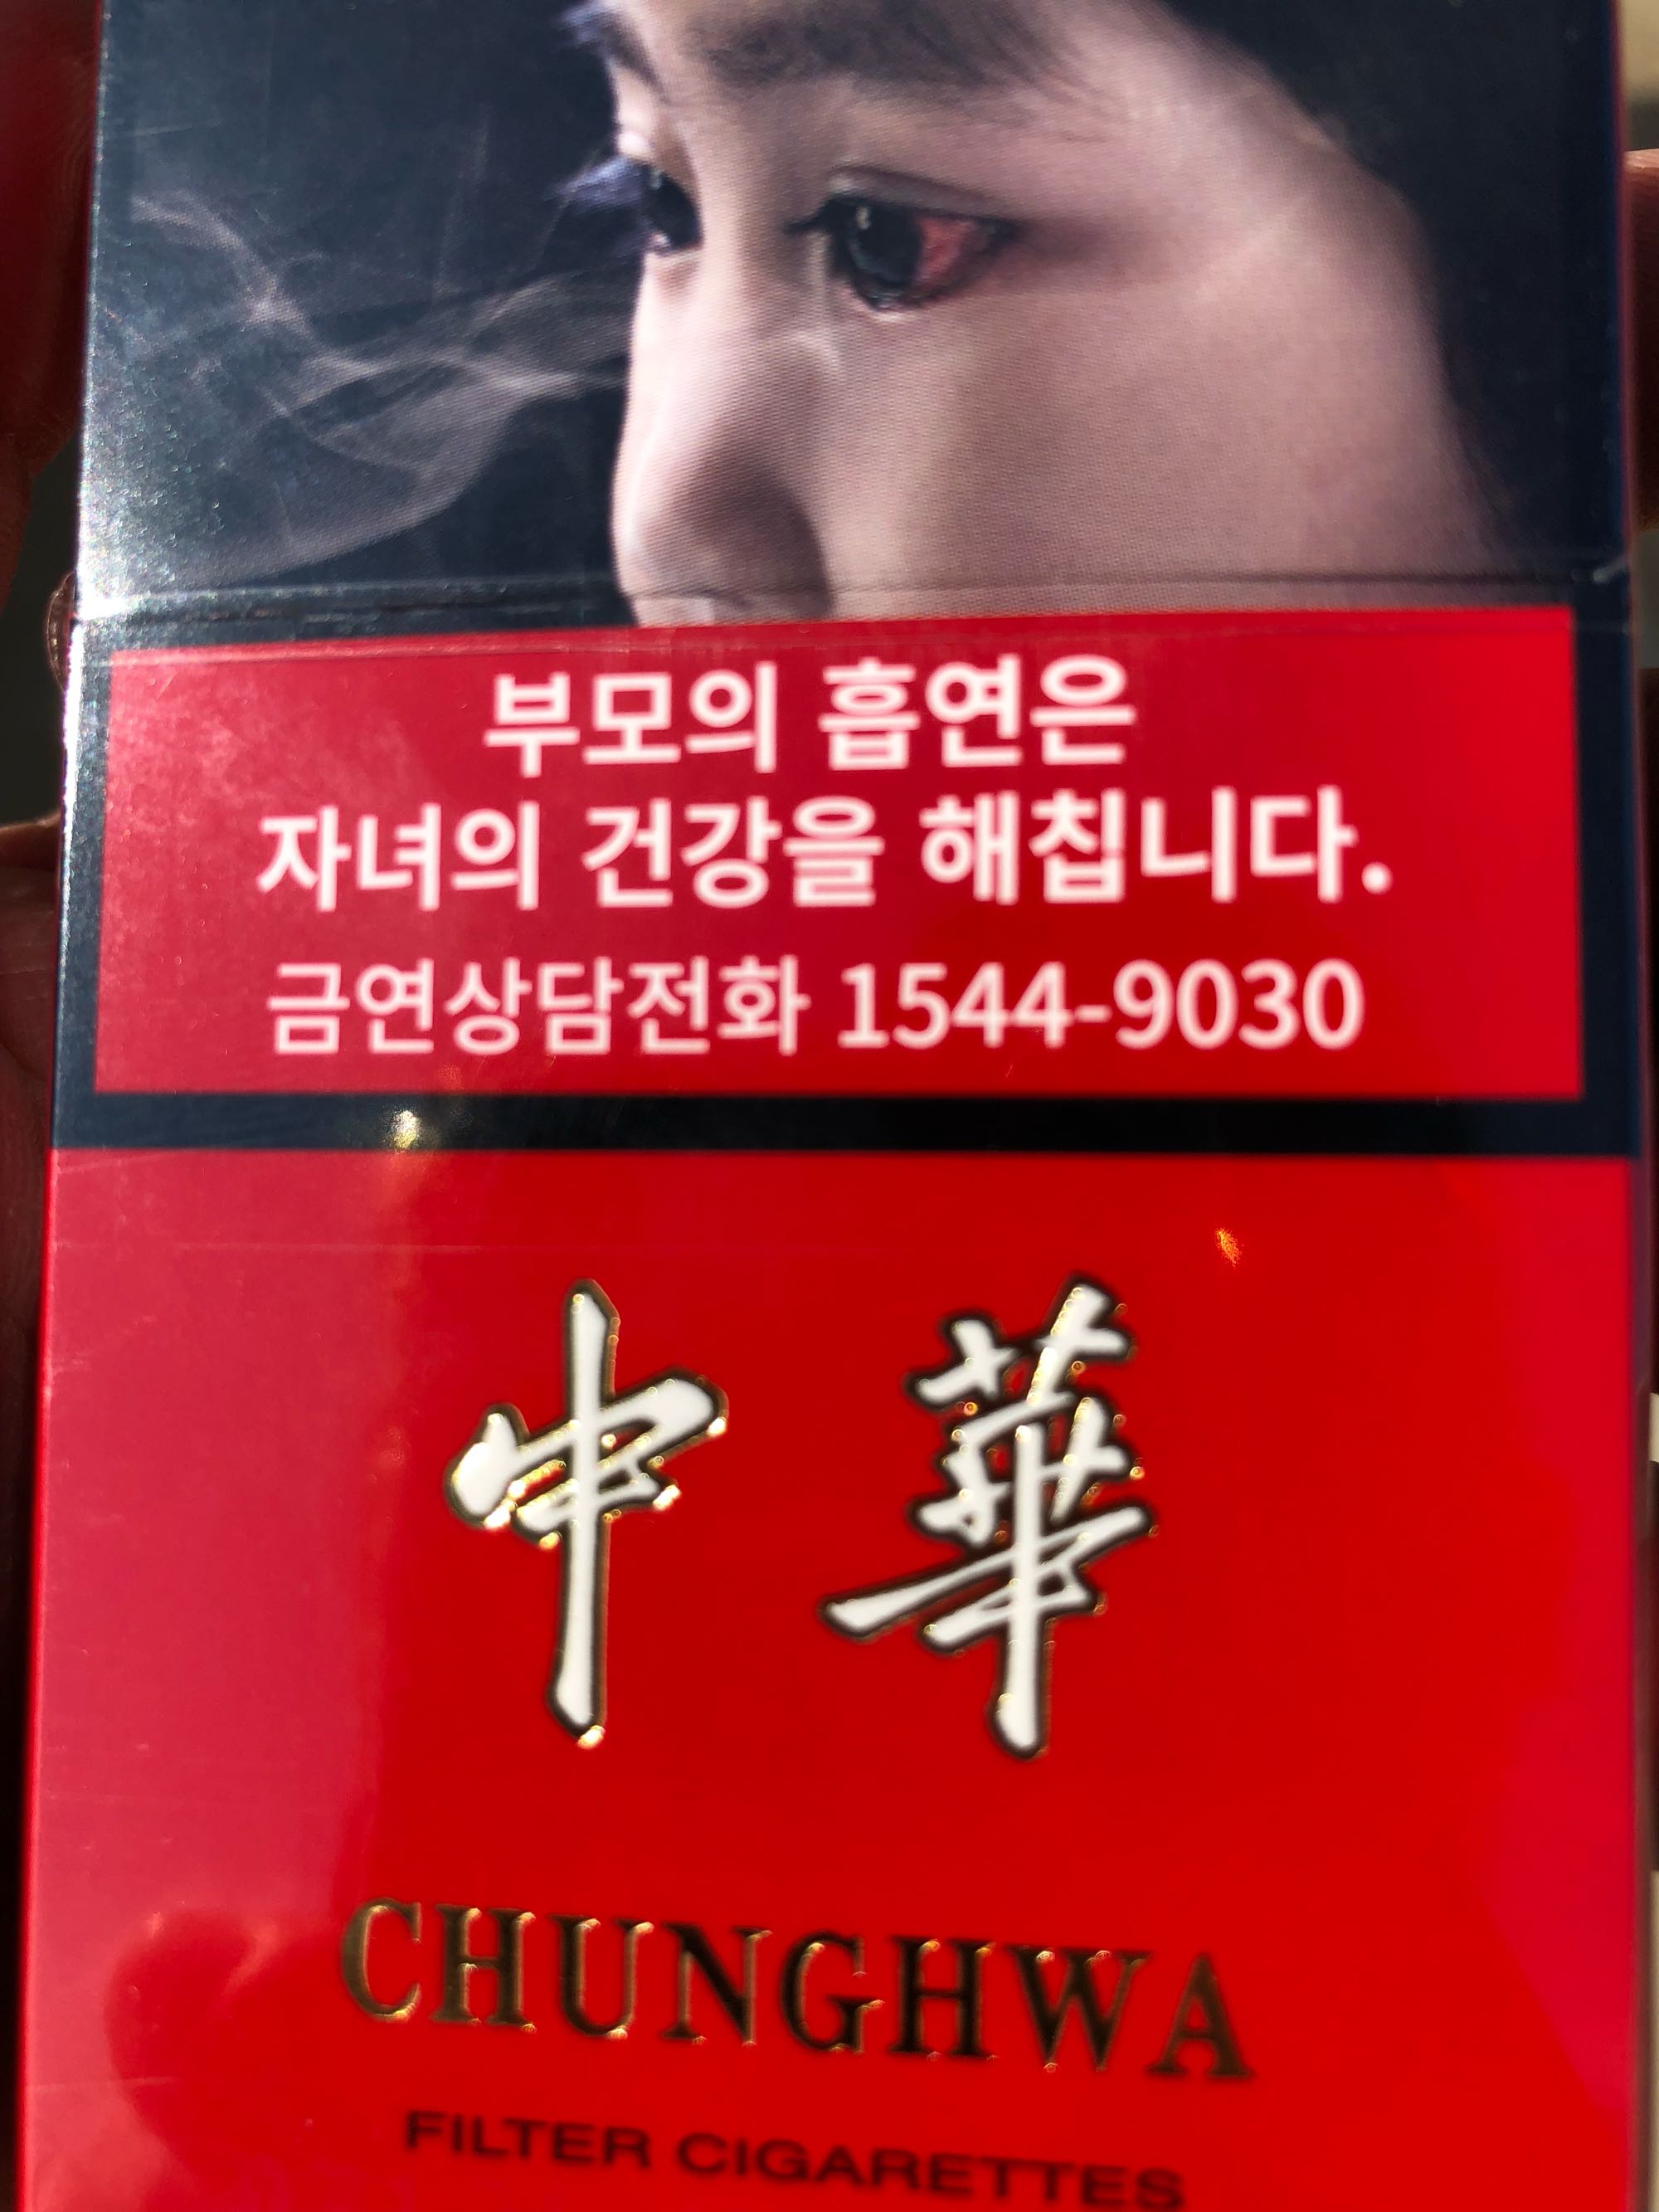 부모의 흡연은
자녀의 건강을 해칩니다.
금연상담전화 1544-9030
中華
CHUNGHWA
FILTER CIGARETTES